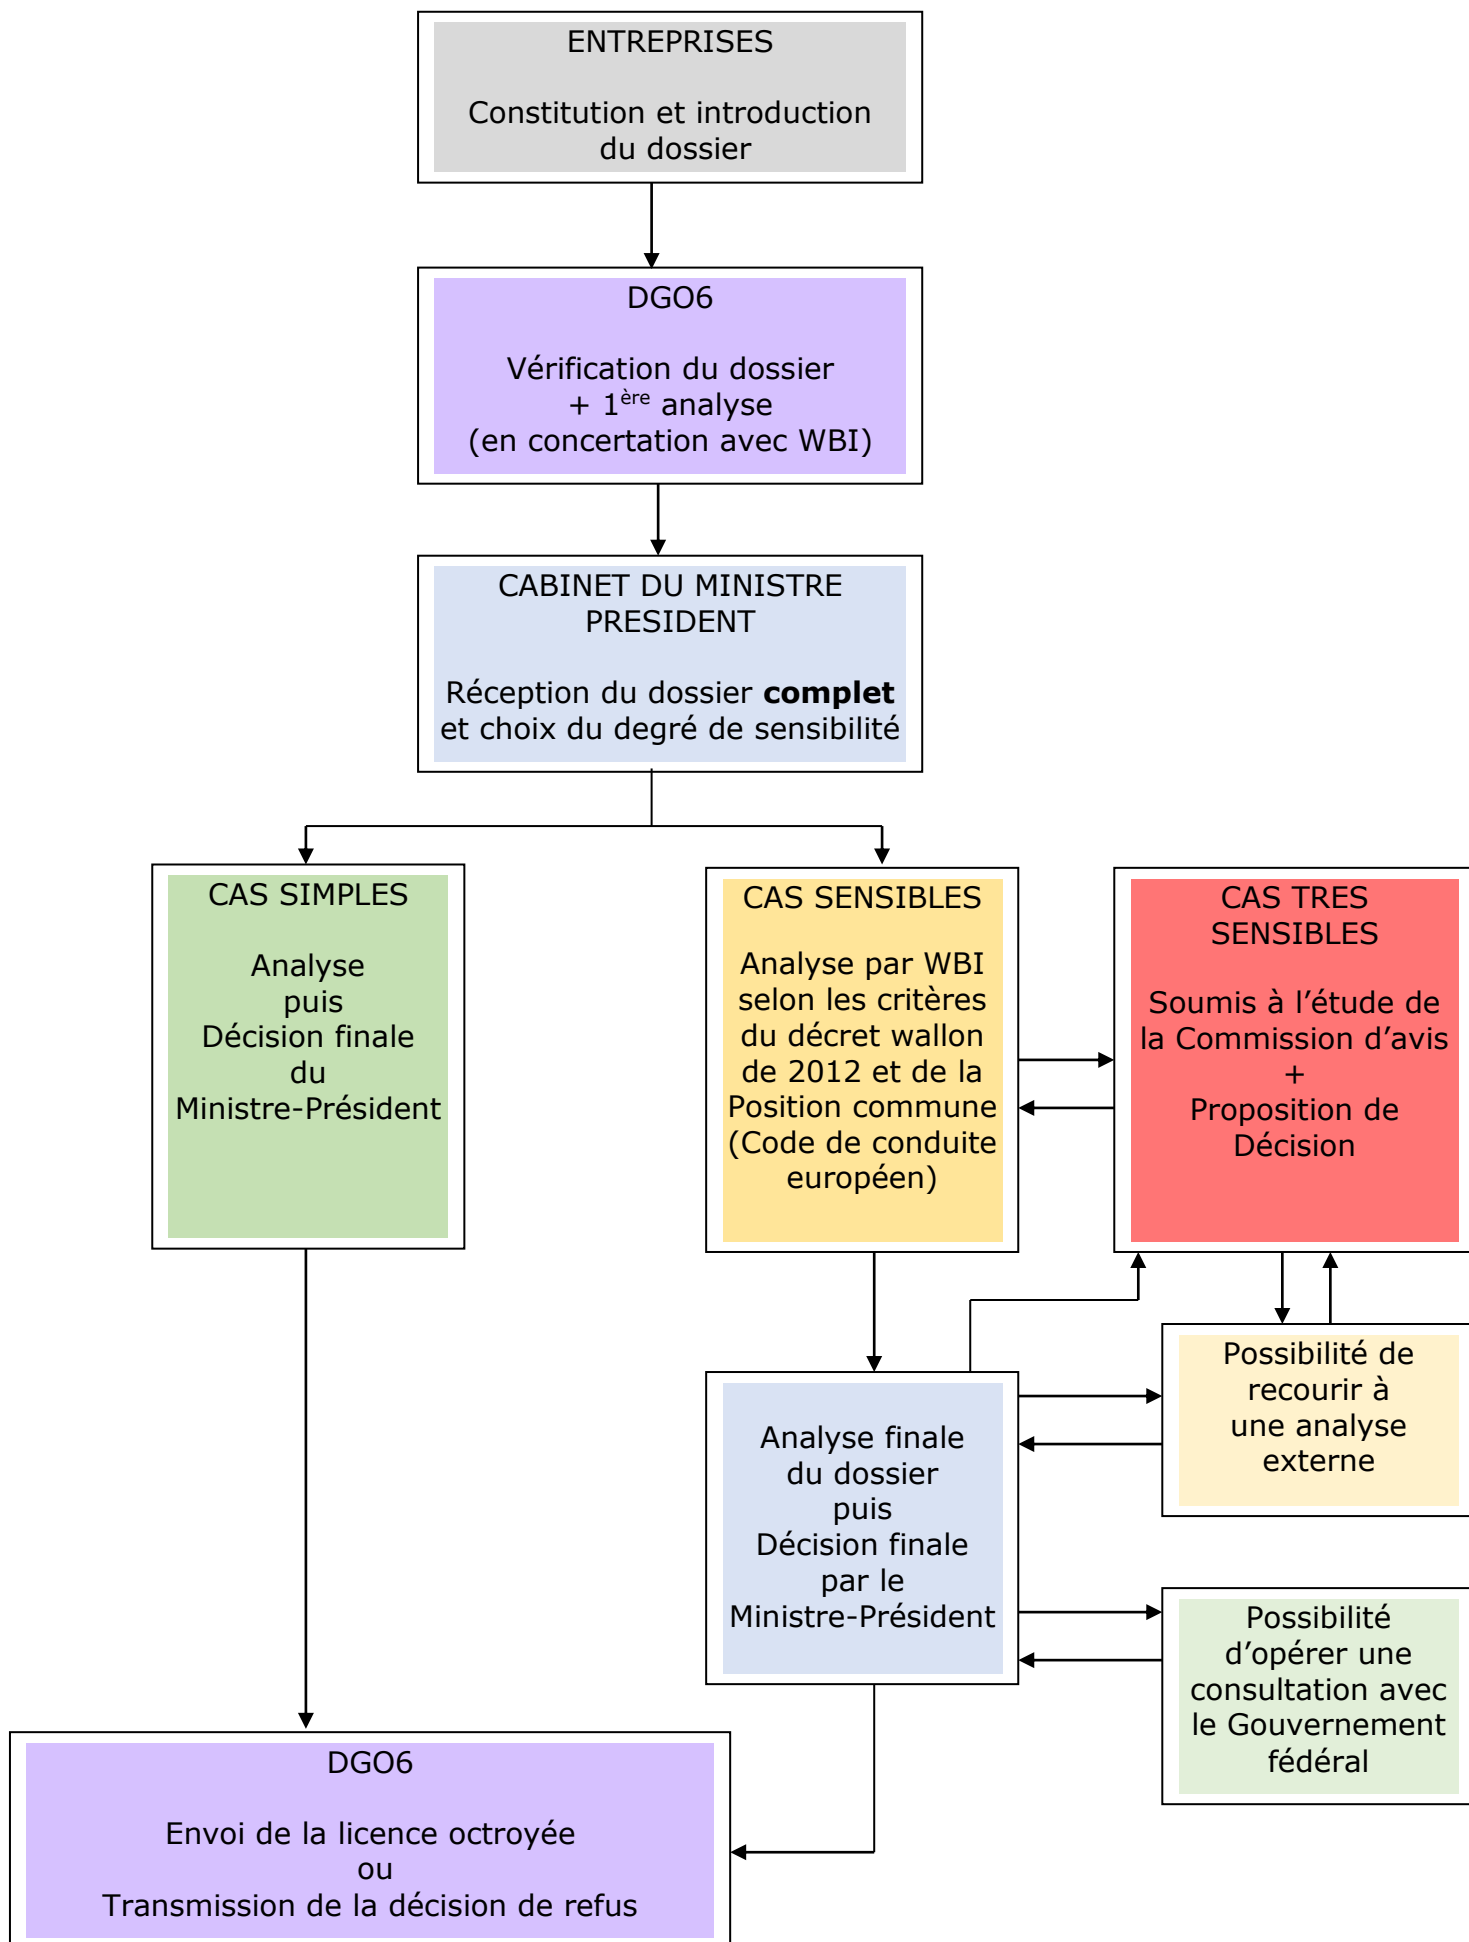 ENTREPRISES
Constitution et introduction
du dossier
DGO6
Vérification du dossier
+ 1ère analyse
(en concertation avec WBI)
CABINET DU MINISTRE
PRESIDENT
Réception du dossier complet
et choix du degré de sensibilité
CAS SIMPLES
Analyse
puis
Décision finale
du
Ministre-Président
CAS SENSIBLES
Analyse par WBI
selon les critères
du décret wallon
de 2012 et de la
Position commune
(Code de conduite
européen)
CAS TRES
SENSIBLES
Soumis à l’étude de
la Commission d’avis
+
Proposition de
Décision
Possibilité de
recourir à
une analyse
externe
Analyse finale
du dossier
puis
Décision finale
par le
Ministre-Président
Possibilité
d’opérer une
consultation avec
le Gouvernement
fédéral
DGO6
Envoi de la licence octroyée
ou
Transmission de la décision de refus